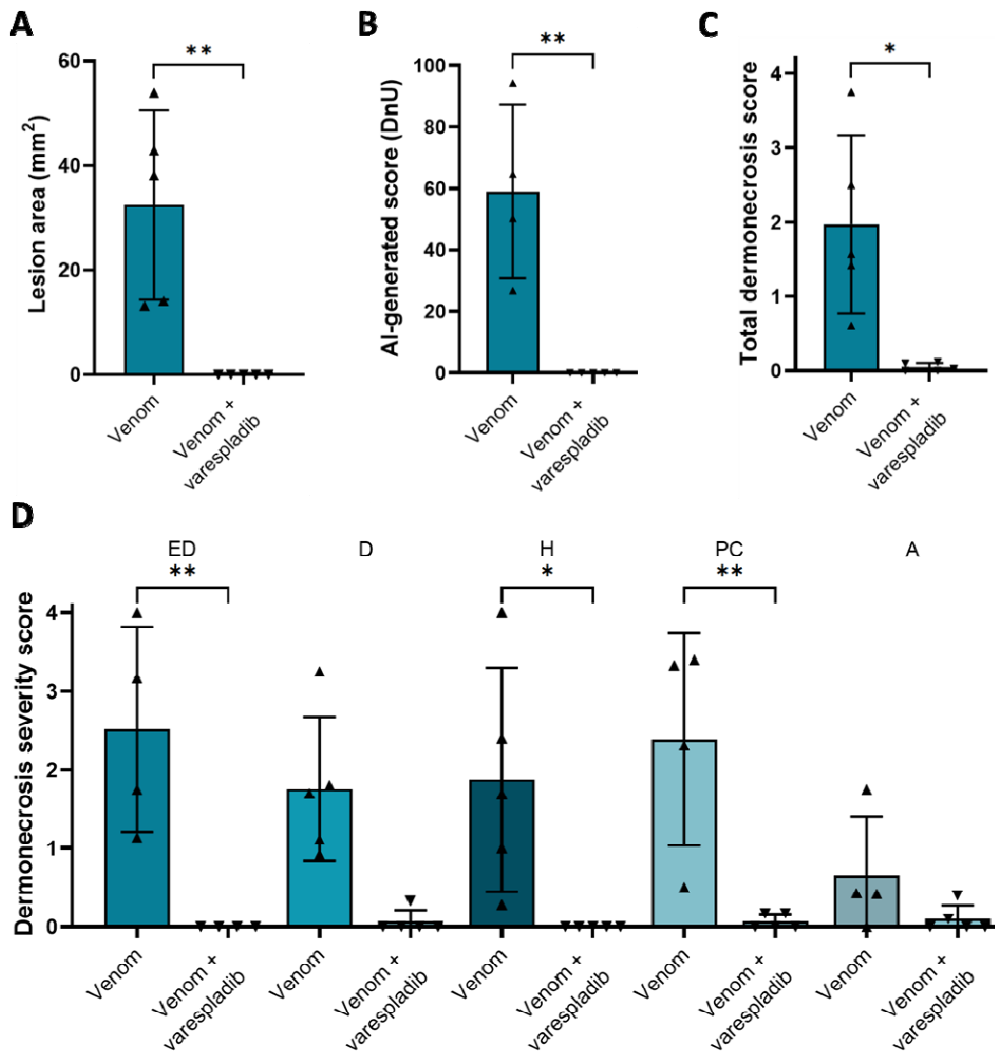 A
**
Lesion area (mm²)
60
40
20
0
Venom
Venom +
varespladib
B
**
AI-generated score (DnU)
100
80
60
40
20
0
Venom
Venom +
varespladib
C
*
Total dermonecrosis score
4
3
2
1
0
Venom
Venom +
varespladib
D
ED
D
H
PC
A
**
*
**
Dermonecrosis severity score
4
3
2
1
0
Venom
Venom +
varespladib
Venom
Venom +
varespladib
Venom
Venom +
varespladib
Venom
Venom +
varespladib
Venom
Venom +
varespladib